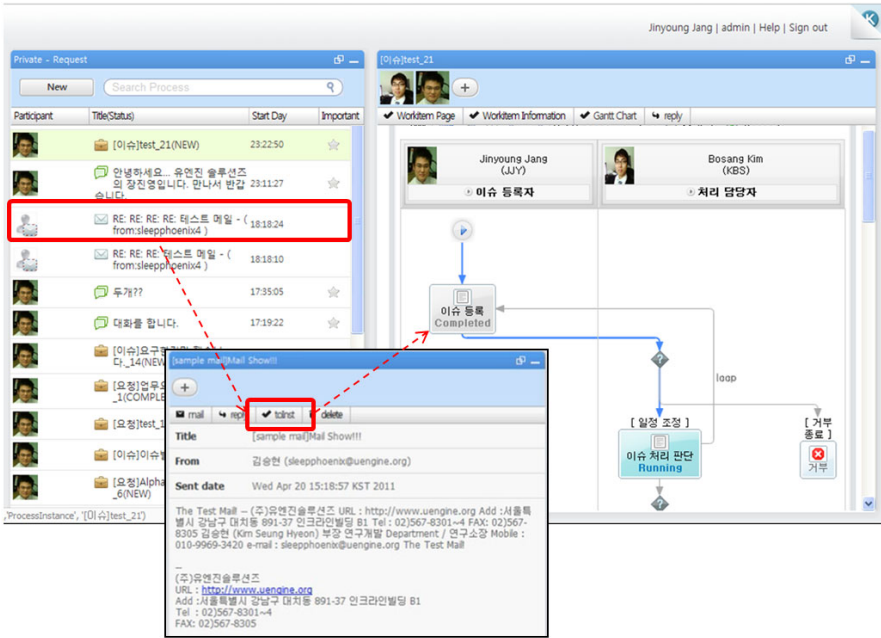 Jinyoung Jang | admin | Help | Sign out
Private - Request
New
Search Process
Participant Title(Status) Start Day Important
[이슈]test_21(NEW) 23:22:50
안녕하세요... 유엔진 솔루션즈
의 장진영입니다. 만나서 반갑
습니다.
23:11:27
RE: RE: RE: RE: 테스트 메일 - (
from:sleepphoenix4 )
18:18:24
RE: RE: RE: 테스트 메일 - (
from:sleepphoenix4 )
18:18:10
두개?? 17:35:05
대화를 합니다. 17:19:22
[이슈]요구
다._14(NEW
[요청]업무
_1(COMPLE
[요청]test_1
[이슈]이슈
[요청]Alpha
_6(NEW)
,'ProcessInstance', '[이슈]test_21')
[이슈]test_21
+
Workitem Page Workitem Information Gantt Chart reply
Jinyoung Jang
(JJY)
이슈 등록자
Bosang Kim
(KBS)
처리 담당자
이슈 등록
Completed
?
loop
[ 일정 조정 ]
이슈 처리 판단
Running
?
[ 거부
종료 ]
거부
[sample mail]Mail Show!!!
+
mail reply toInst delete
Title [sample mail]Mail Show!!!
From 김승현 (sleepphoenix@uengine.org)
Sent date Wed Apr 20 15:18:57 KST 2011
The Test Mail! -- (주)유엔진솔루션즈 URL : http://www.uengine.org Add :서울특
별시 강남구 대치동 891-37 인크라인빌딩 B1 Tel : 02)567-8301~4 FAX: 02)567-
8305 김승현 (Kim Seung Hyeon) 부장 연구개발 Department / 연구소장 Mobile :
010-9969-3420 e-mail : sleepphoenix@uengine.org The Test Mail!
--
(주)유엔진솔루션즈
URL : http://www.uengine.org
Add :서울특별시 강남구 대치동 891-37 인크라인빌딩 B1
Tel : 02)567-8301~4
FAX: 02)567-8305